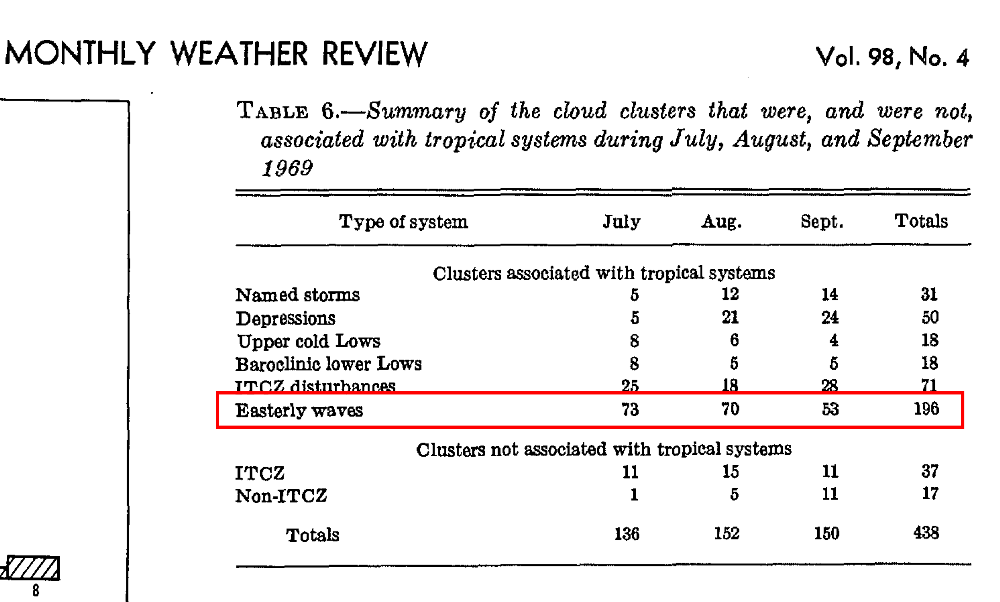 MONTHLY WEATHER REVIEW Vol. 98, No. 4
TABLE 6.—Summary of the cloud clusters that were, and were not,
associated with tropical systems during July, August, and September
1969
Type of system July Aug. Sept. Totals
Clusters associated with tropical systems
Named storms 5 12 14 31
Depressions 5 21 24 50
Upper cold Lows 8 6 4 18
Baroclinic lower Lows 8 5 5 18
ITCZ disturbances 25 18 28 71
Easterly waves 73 70 53 196
Clusters not associated with tropical systems
ITCZ 11 15 11 37
Non-ITCZ 1 5 11 17
Totals 136 152 150 438
8